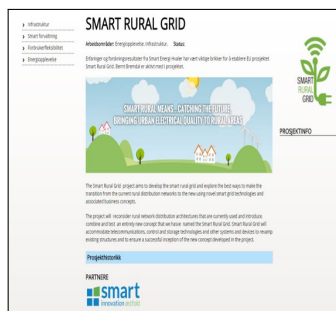 Infrastruktur
Smart forvaltning
Forbrukerfleksibilitet
Energiopplevelse
SMART RURAL GRID
Arbeidsområder: Energiopplevelse, Infrastruktur. Status:
Erfaringer og forskningsresultater fra Smart Energi Hvaler har vært viktige brikker for å etablere EU prosjektet
Smart Rural Grid. Bernt Bremdal er aktivt med i prosjektet.
SMART RURAL MEANS: CATCHING THE FUTURE
BRINGING URBAN ELECTRICAL QUALITY TO RURAL AREAS
SMART
RURAL
GRID
PROSJEKTINFO
The Smart Rural Grid project aims to develop the smart rural grid and explore the best ways to make the
transition from the current rural distribution networks to the new using novel smart grid technologies and
associated business concepts.
The project will reconsider rural network distribution architectures that are currently used and introduce,
combine and test an entirely new concept that we have named the Smart Grid. Smart Rural Grid will
accommodate telecommunications, control and storage technologies and other systems and devices to revamp
existing structures and to ensure a successful inception of the new concept developed in the project.
Prosjekthistorikk
PARTNERE
smart
innovation østfold